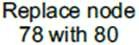 Replace node
78 with 80